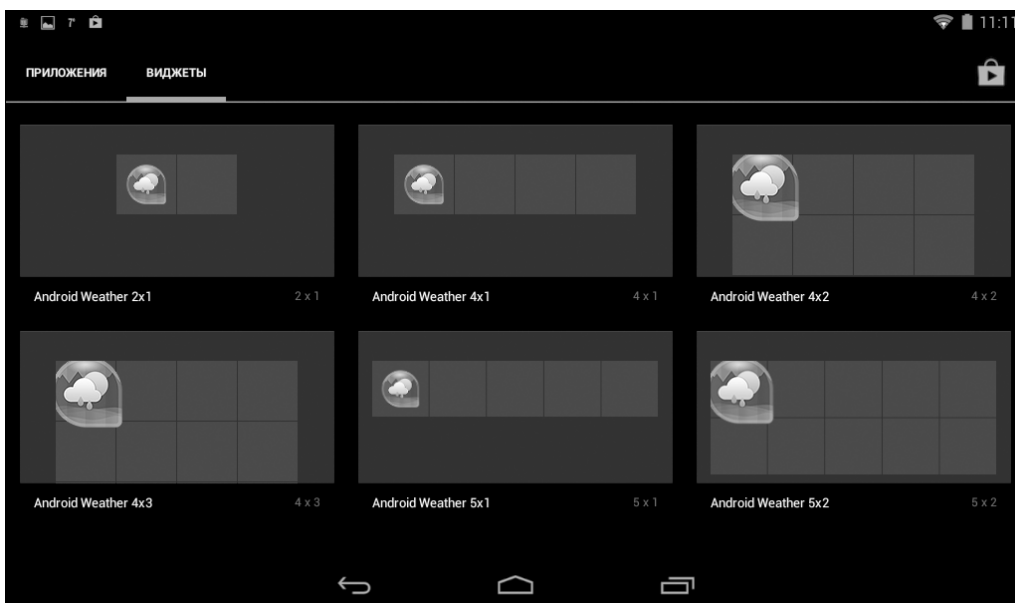 11:11
ПРИЛОЖЕНИЯ ВИДЖЕТЫ
Android Weather 2x1 2 x 1 Android Weather 4x1 4 x 1 Android Weather 4x2 4 x 2
Android Weather 4x3 4 x 3 Android Weather 5x1 5 x 1 Android Weather 5x2 5 x 2